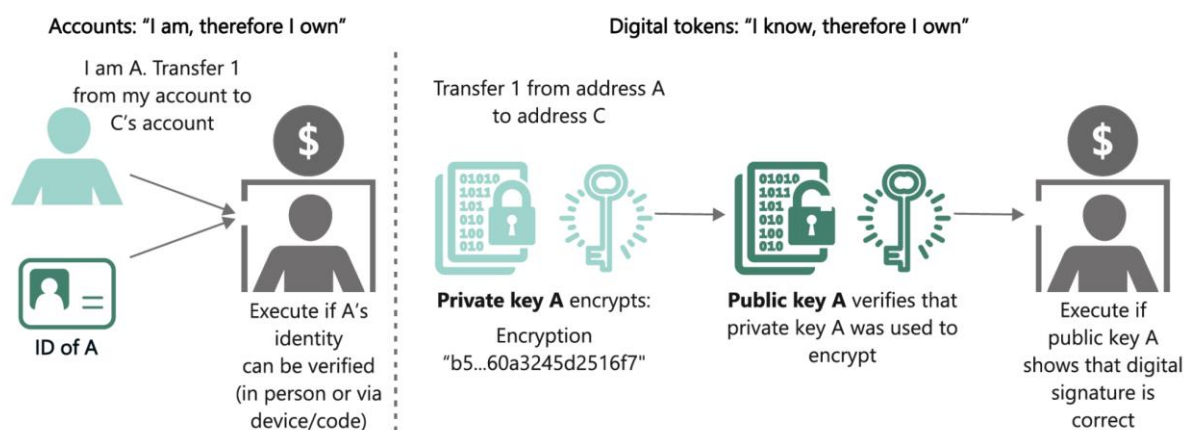 Accounts: "I am, therefore I own"
I am A. Transfer 1
from my account to
C's account
$
ID of A
Execute if A's
identity
can be verified
(in person or via
device/code)
Digital tokens: "I know, therefore I own"
Transfer 1 from address A
to address C
01010
1011
101
010
100
010
Private key A encrypts:
Encryption
"b5...60a3245d2516f7"
01010
1011
101
010
100
010
Public key A verifies that
private key A was used to
encrypt
$
Execute if
public key A
shows that digital
signature is
correct